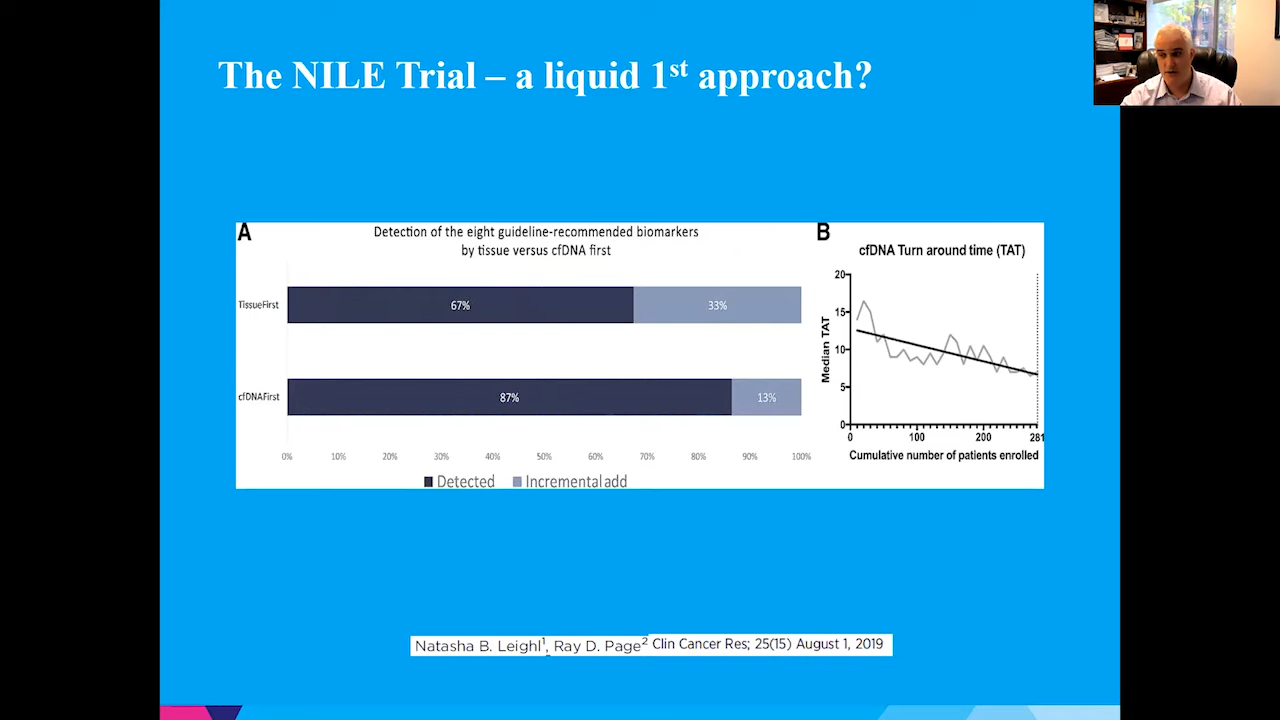 The NILE Trial – a liquid 1st approach?
A
Detection of the eight guideline-recommended biomarkers
by tissue versus cfDNA first
TissueFirst
67%
33%
cfDNAFirst
87%
13%
0% 10% 20% 30% 40% 50% 60% 70% 80% 90% 100%
Detected Incremental add
B
cfDNA Turn around time (TAT)
Median TAT
20
15
10
5
0
0 100 200 281
Cumulative number of patients enrolled
Natasha B. Leighl1, Ray D. Page2 Clin Cancer Res; 25(15) August 1, 2019